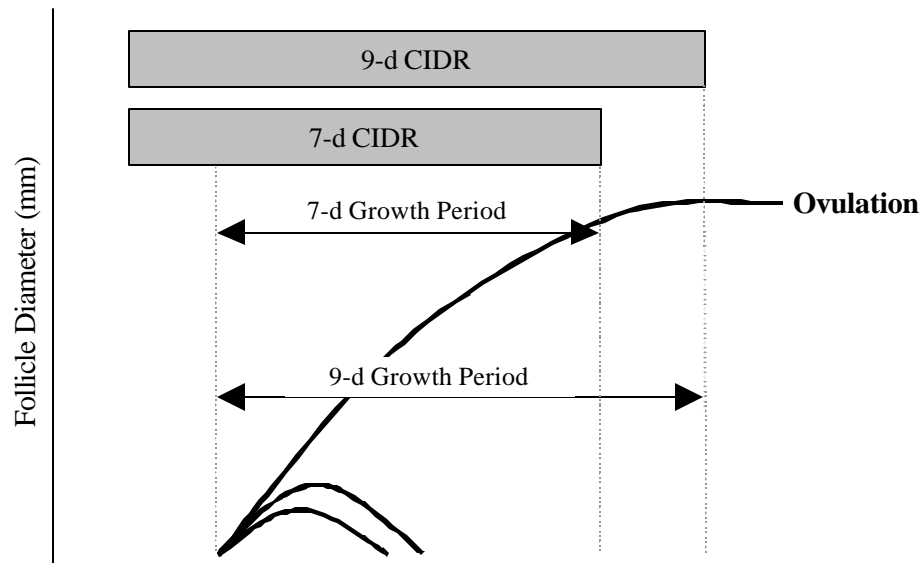 9-d CIDR
7-d CIDR
7-d Growth Period
Ovulation
9-d Growth Period
Follicle Diameter (mm)